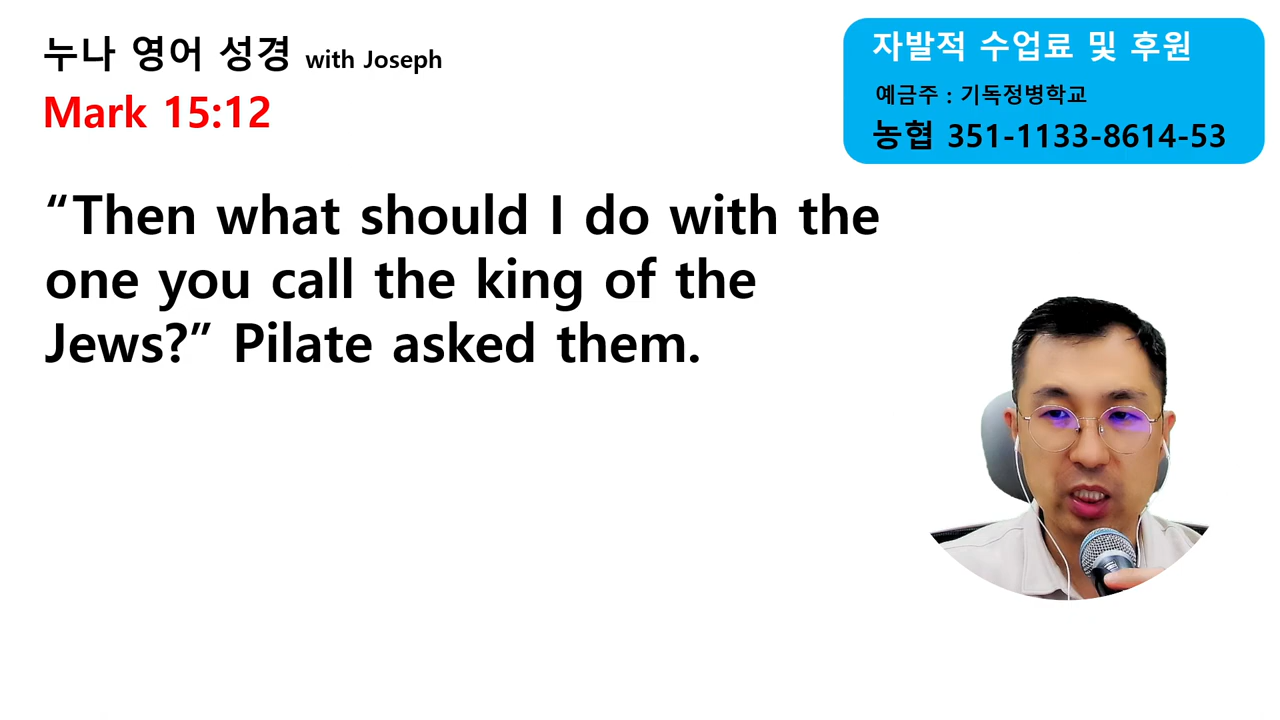 누나 영어 성경 with Joseph
Mark 15:12
자발적 수업료 및 후원
예금주 : 기독정병학교
농협 351-1133-8614-53
“Then what should I do with the
one you call the king of the
Jews?” Pilate asked them.